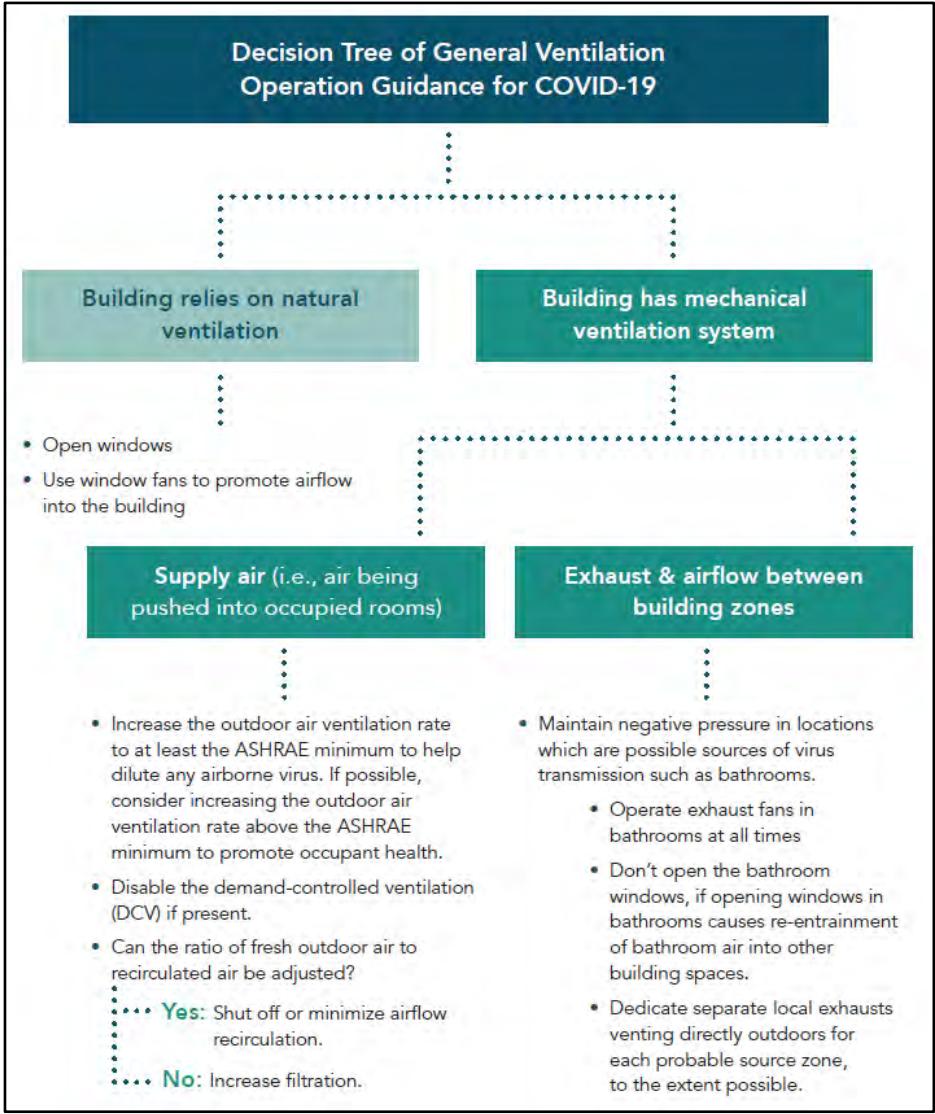 Decision Tree of General Ventilation
Operation Guidance for COVID-19
Building relies on natural
ventilation
Building has mechanical
ventilation system
• Open windows
• Use window fans to promote airflow
into the building
Supply air (i.e., air being
pushed into occupied rooms)
Exhaust & airflow between
building zones
• Increase the outdoor air ventilation rate
to at least the ASHRAE minimum to help
dilute any airborne virus. If possible,
consider increasing the outdoor air
ventilation rate above the ASHRAE
minimum to promote occupant health.
• Disable the demand-controlled ventilation
(DCV) if present.
• Can the ratio of fresh outdoor air to
recirculated air be adjusted?
Yes: Shut off or minimize airflow
recirculation.
No: Increase filtration.
• Maintain negative pressure in locations
which are possible sources of virus
transmission such as bathrooms.
• Operate exhaust fans in
bathrooms at all times
• Don't open the bathroom
windows, if opening windows in
bathrooms causes re-entrainment
of bathroom air into other
building spaces.
• Dedicate separate local exhausts
venting directly outdoors for
each probable source zone,
to the extent possible.